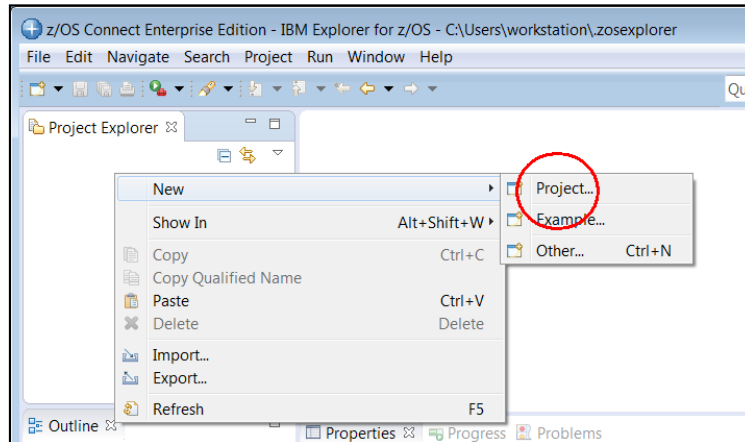 z/OS Connect Enterprise Edition - IBM Explorer for z/OS - C:\Users\workstation\.zosexplorer
File Edit Navigate Search Project Run Window Help
Qu
Project Explorer
New
Project...
Show In Alt+Shift+W
Example...
Copy Ctrl+C
Other... Ctrl+N
Copy Qualified Name
Paste Ctrl+V
Delete Delete
Import...
Export...
Refresh F5
Outline
Properties Progress Problems